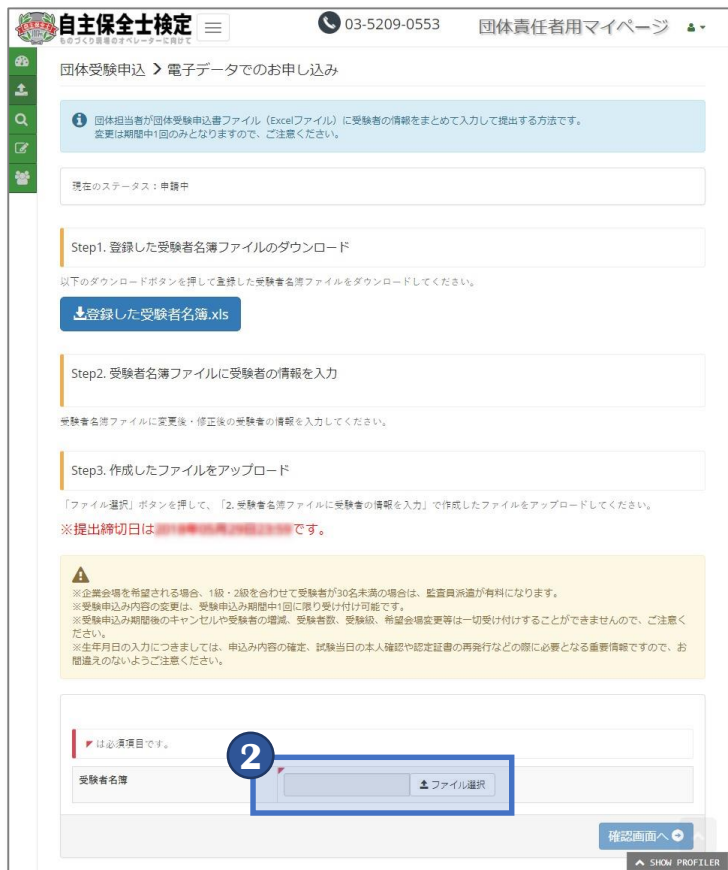 自主保全士検定
ものづくり現場のオペレーターに向けて
03-5209-0553
団体責任者用マイページ
団体受験申込 > 電子データでのお申し込み
団体担当者が団体受験申込書ファイル（Excelファイル）に受験者の情報をまとめて入力して提出する方法です。
変更は期間中1回のみとなりますので、ご注意ください。
現在のステータス：申請中
Step1. 登録した受験者名簿ファイルのダウンロード
以下のダウンロードボタンを押して登録した受験者名簿ファイルをダウンロードしてください。
登録した受験者名簿.xls
Step2. 受験者名簿ファイルに受験者の情報を入力
受験者名簿ファイルに変更後・修正後の受験者の情報を入力してください。
Step3. 作成したファイルをアップロード
「ファイル選択」ボタンを押して、「2. 受験者名簿ファイルに受験者の情報を入力」で作成したファイルをアップロードしてください。
※提出締切日は です。
※企業会場を希望される場合、1級・2級を合わせて受験者が30名未満の場合は、監査員派遣が有料になります。
※受験申込み内容の変更は、受験申込み期間中1回に限り受け付け可能です。
※受験申込み期間後のキャンセルや受験者の増減、受験者数、受験級、希望会場変更等は一切受け付けすることができませんので、ご注意く
ださい。
※生年月日の入力につきましては、申込み内容の確定、試験当日の本人確認や認定証書の再発行などの際に必要となる重要情報ですので、お
間違えのないようご注意ください。
は必須項目です。
2
受験者名簿
ファイル選択
確認画面へ
SHOW PROFILER